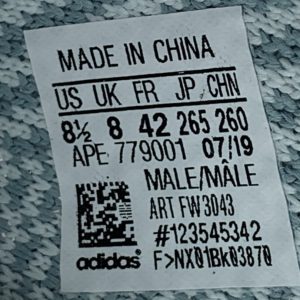 MADE IN CHINA
US UK FR JP CHN
8½ 8 42 265 260
APE 779001 07/19
MALE/MÂLE
ART FW3043
#123545342
adidas F>NX01Bk03870